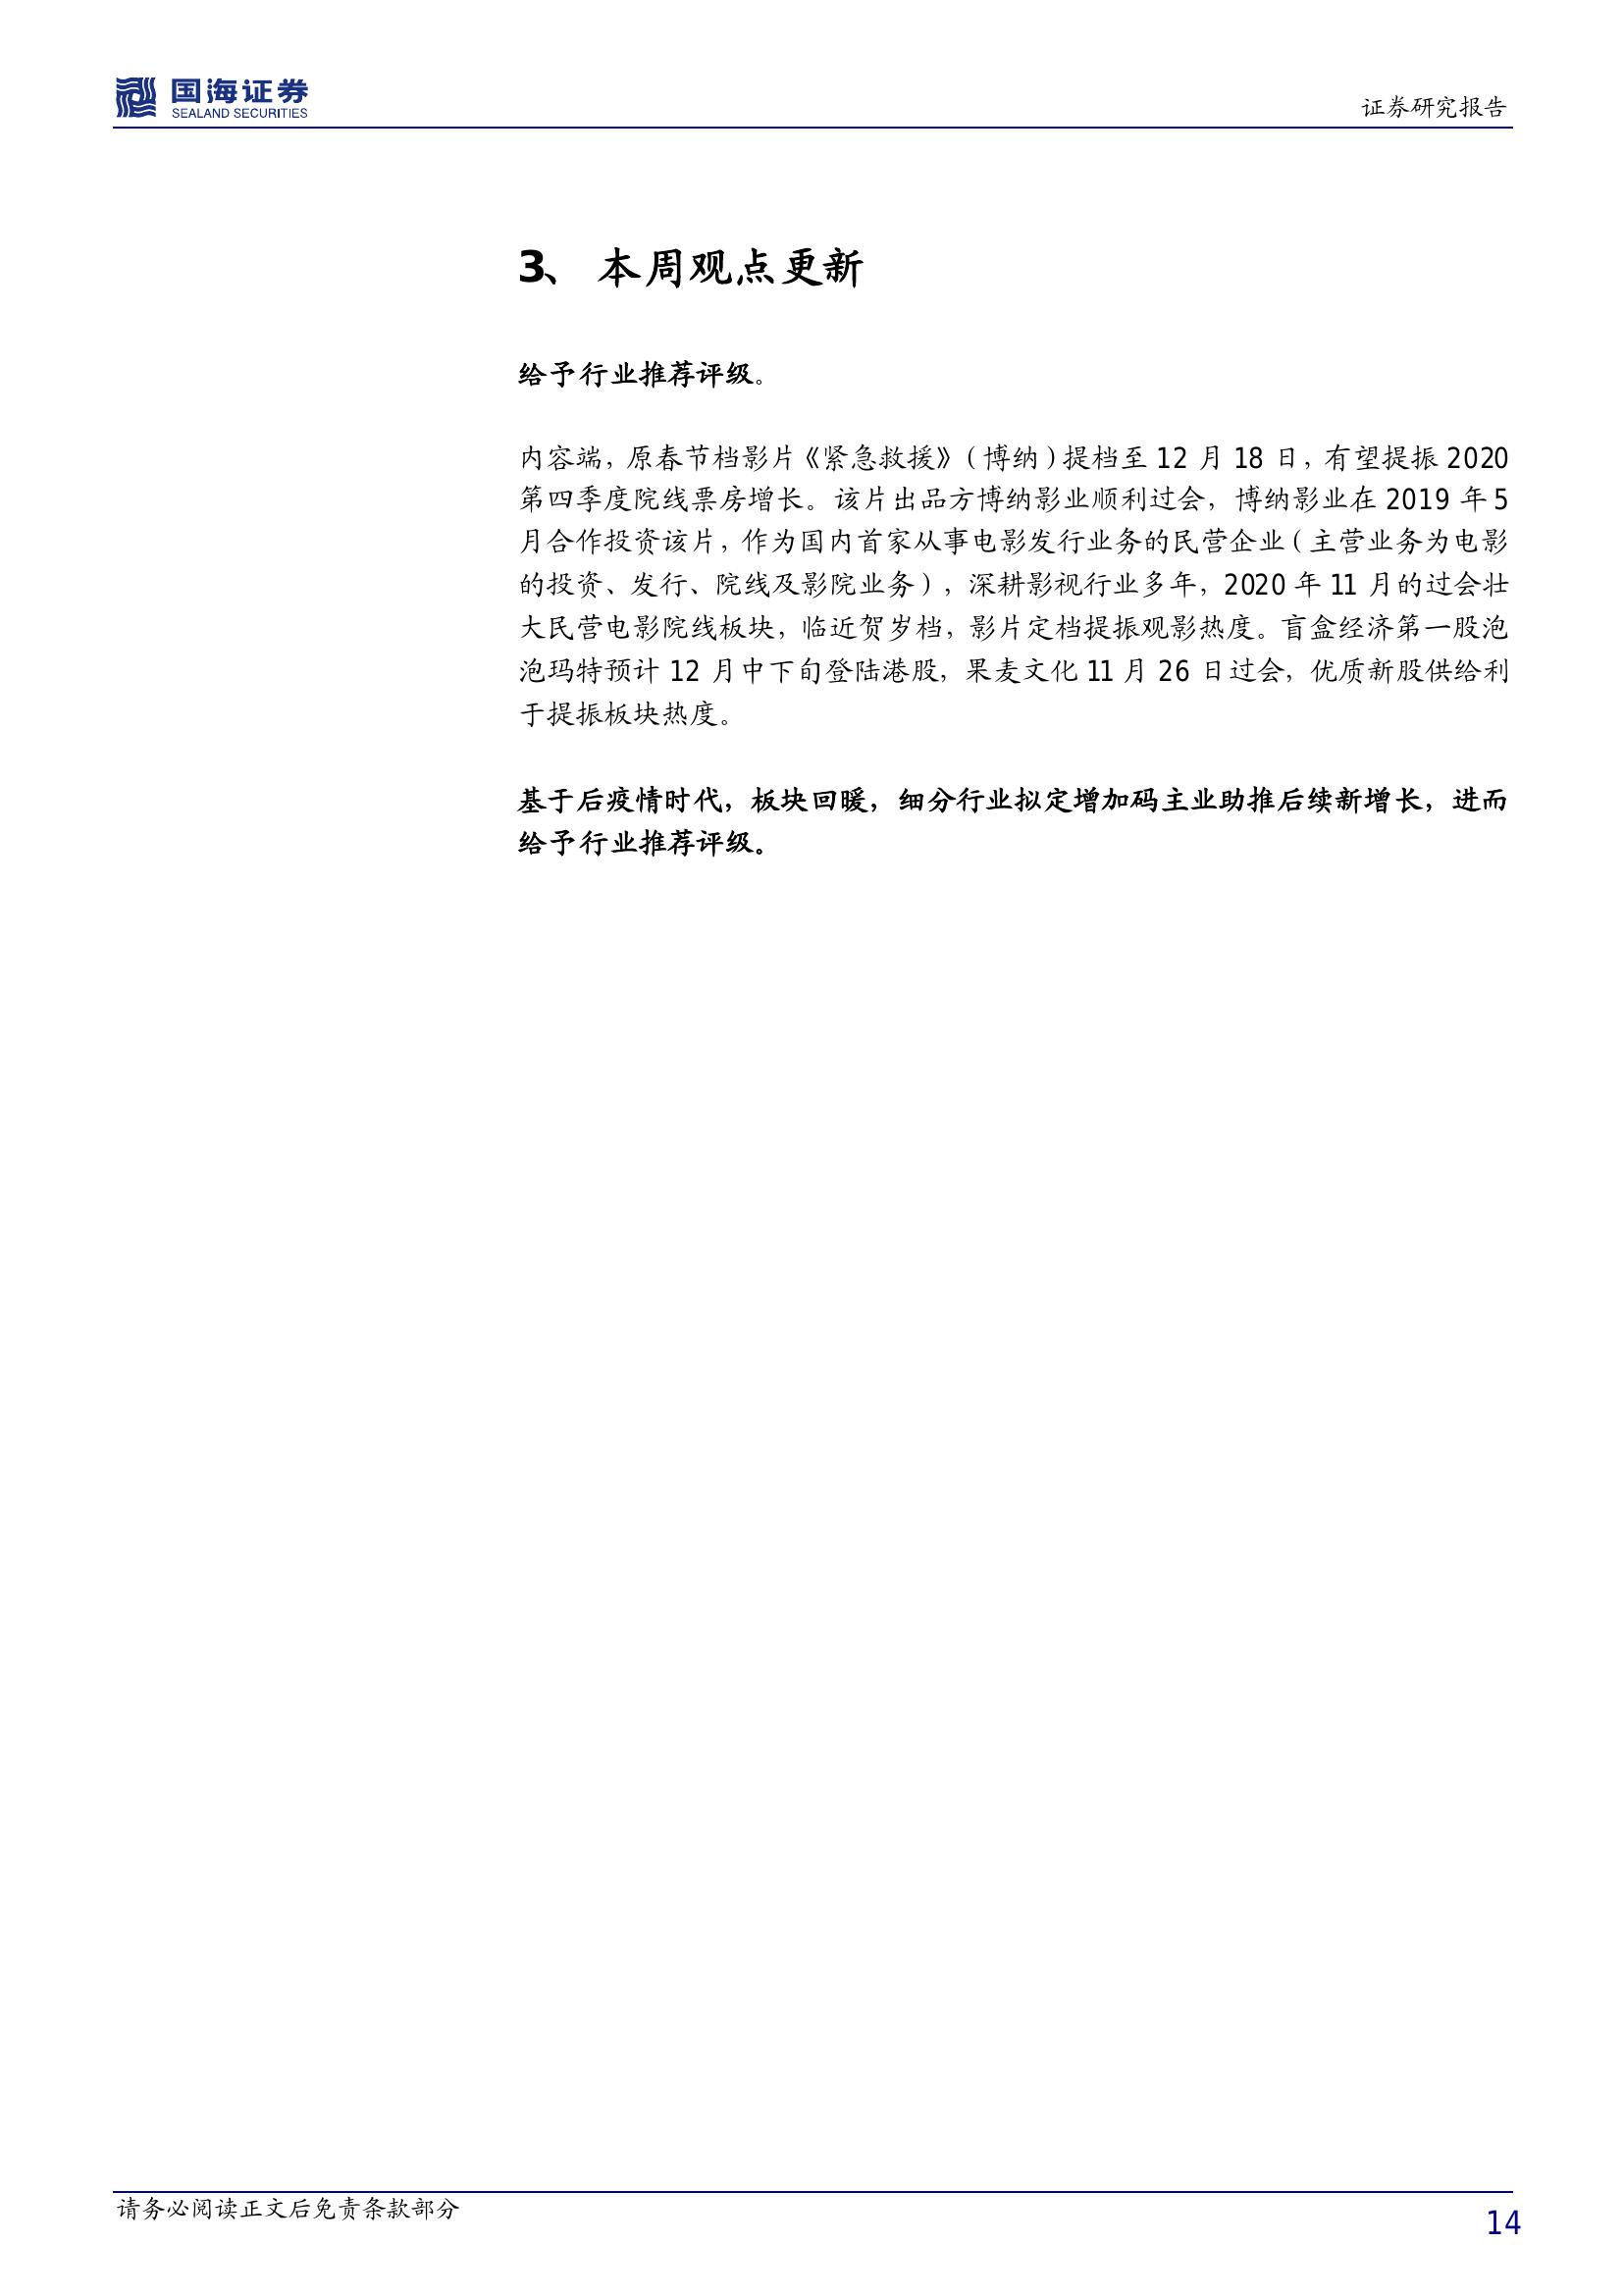 国海证券
SEALAND SECURITIES
证券研究报告
3、 本周观点更新
给予行业推荐评级。
内容端，原春节档影片《紧急救援》（博纳）提档至 12 月 18 日，有望提振 2020
第四季度院线票房增长。该片出品方博纳影业顺利过会，博纳影业在 2019 年 5
月合作投资该片，作为国内首家从事电影发行业务的民营企业（主营业务为电影
的投资、发行、院线及影院业务），深耕影视行业多年，2020 年 11 月的过会壮
大民营电影院线板块，临近贺岁档，影片定档提振观影热度。盲盒经济第一股泡
泡玛特预计 12 月中下旬登陆港股，果麦文化 11 月 26 日过会，优质新股供给利
于提振板块热度。
基于后疫情时代，板块回暖，细分行业拟定增加码主业助推后续新增长，进而
给予行业推荐评级。
请务必阅读正文后免责条款部分
14